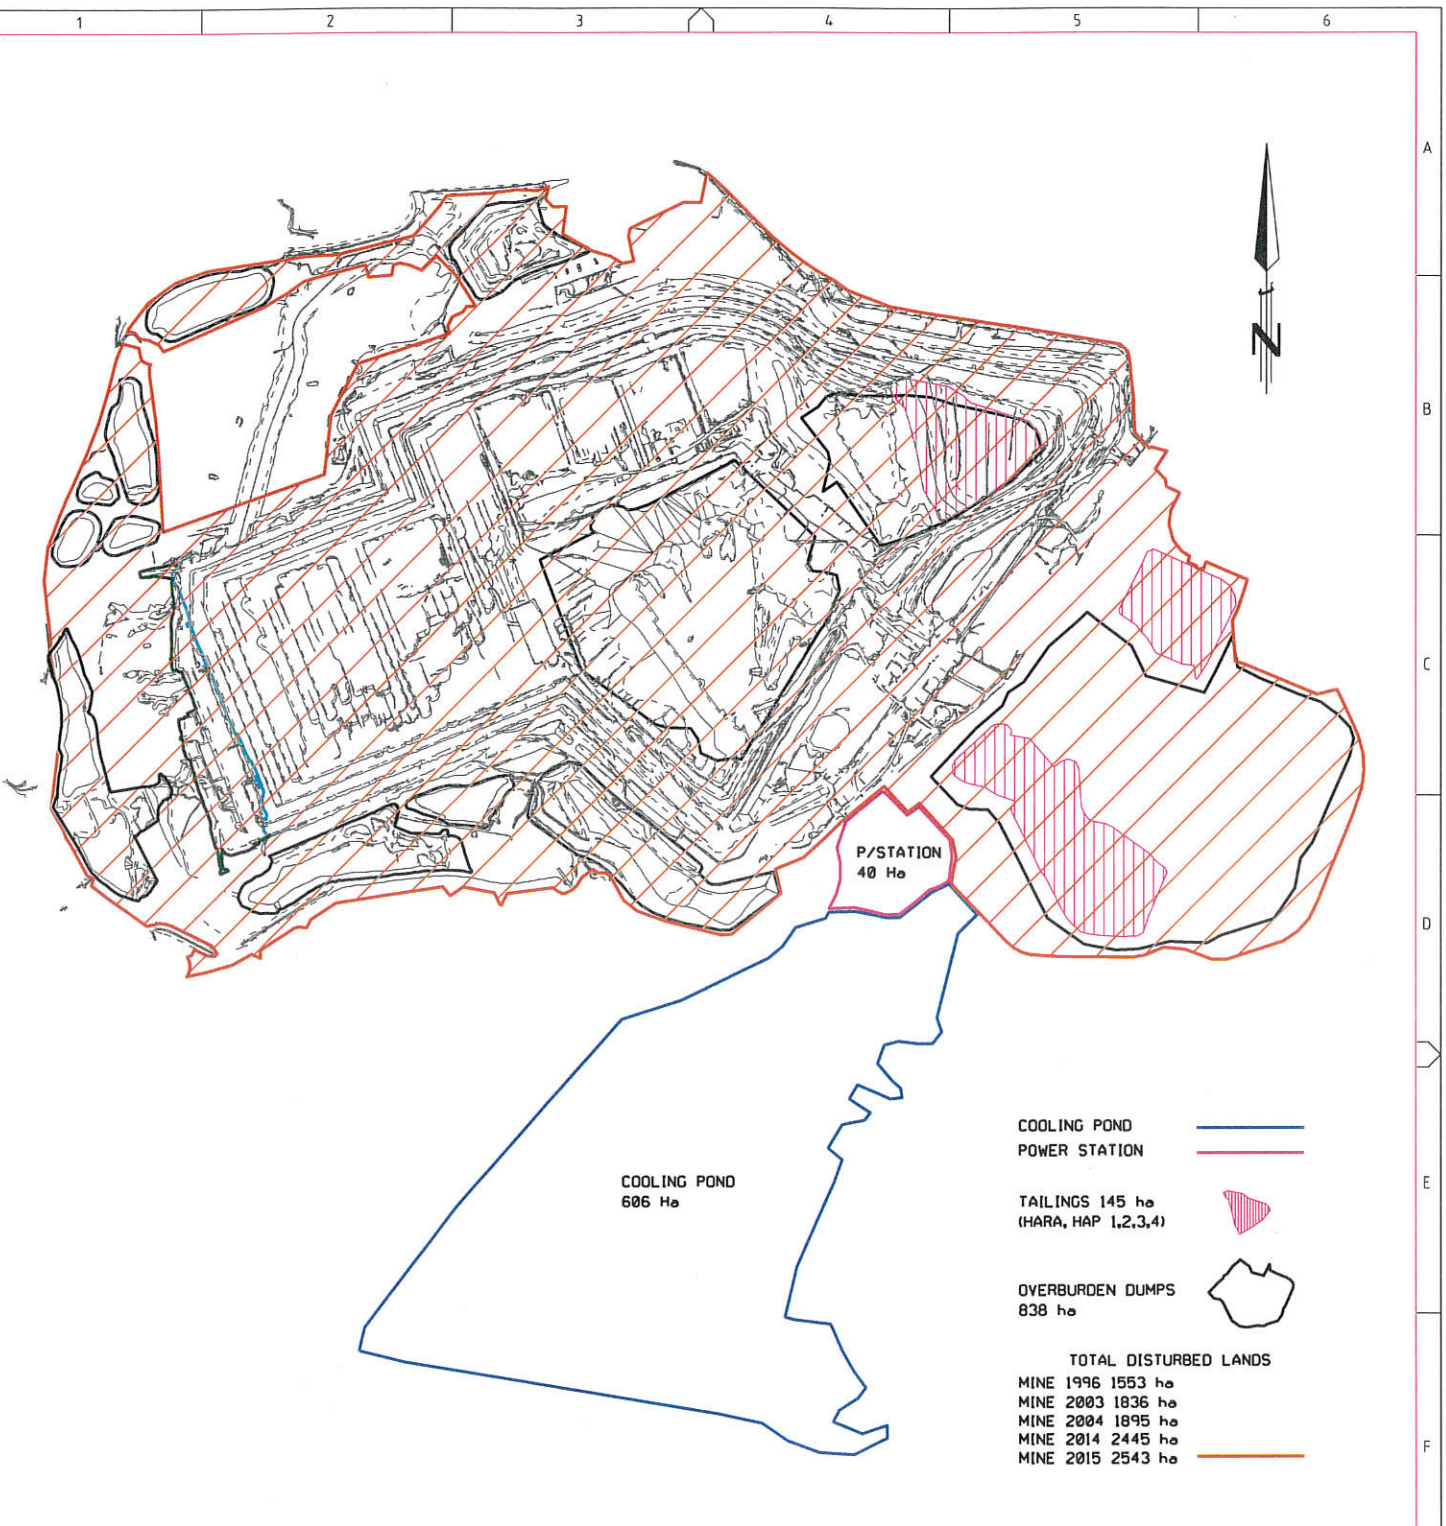 1 2 3 4 5 6
A
N
B
C
P/STATION
40 Ha
D
COOLING POND
POWER STATION
COOLING POND
606 Ha
E
TAILINGS 145 ha
(HARA, HAP 1,2,3,4)
OVERBURDEN DUMPS
838 ha
TOTAL DISTURBED LANDS
MINE 1996 1553 ha
MINE 2003 1836 ha
MINE 2004 1895 ha
MINE 2014 2445 ha
MINE 2015 2543 ha
F